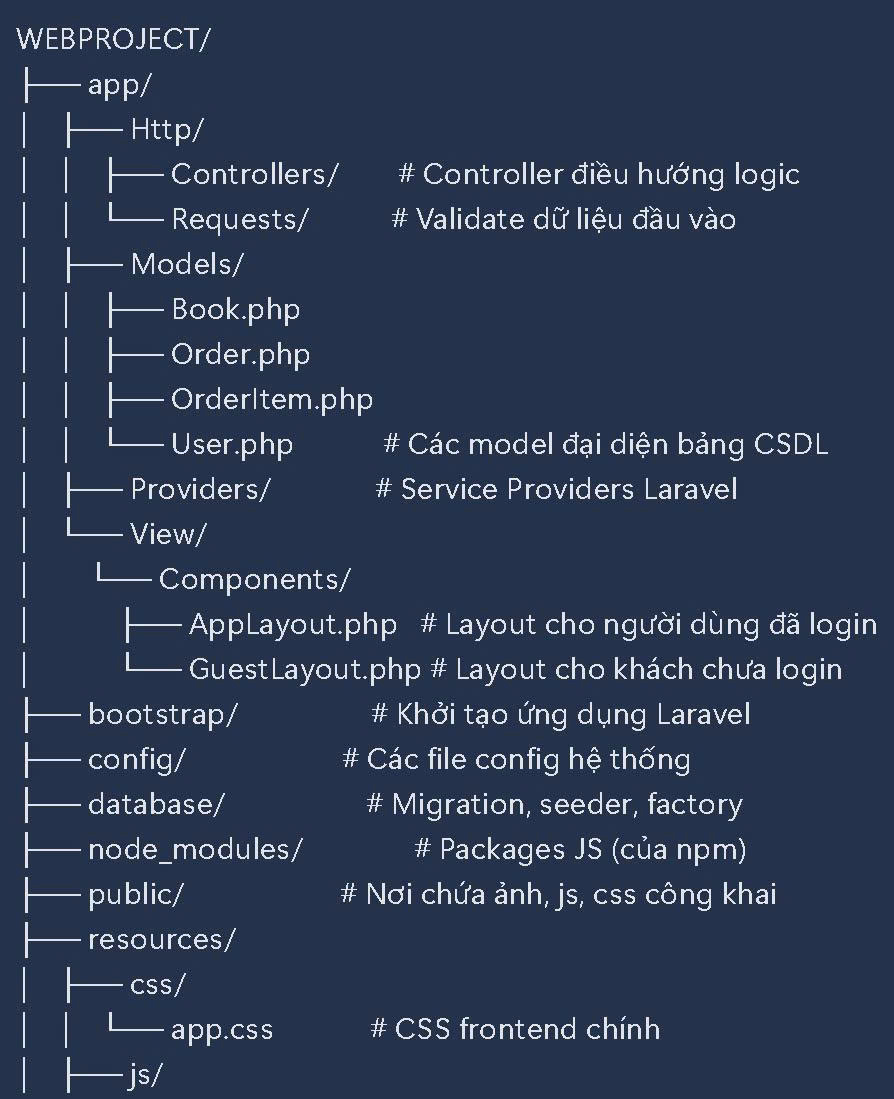 WEBPROJECT/
├── app/
│   ├── Http/
│   │   ├── Controllers/        # Controller điều hướng logic
│   │   └── Requests/           # Validate dữ liệu đầu vào
│   ├── Models/
│   │   ├── Book.php
│   │   ├── Order.php
│   │   ├── OrderItem.php
│   │   └── User.php            # Các model đại diện bảng CSDL
│   ├── Providers/              # Service Providers Laravel
│   └── View/
│       └── Components/
│           ├── AppLayout.php   # Layout cho người dùng đã login
│           └── GuestLayout.php # Layout cho khách chưa login
├── bootstrap/                  # Khởi tạo ứng dụng Laravel
├── config/                     # Các file config hệ thống
├── database/                   # Migration, seeder, factory
├── node_modules/               # Packages JS (của npm)
├── public/                     # Nơi chứa ảnh, js, css công khai
├── resources/
│   ├── css/
│   │   └── app.css             # CSS frontend chính
│   ├── js/